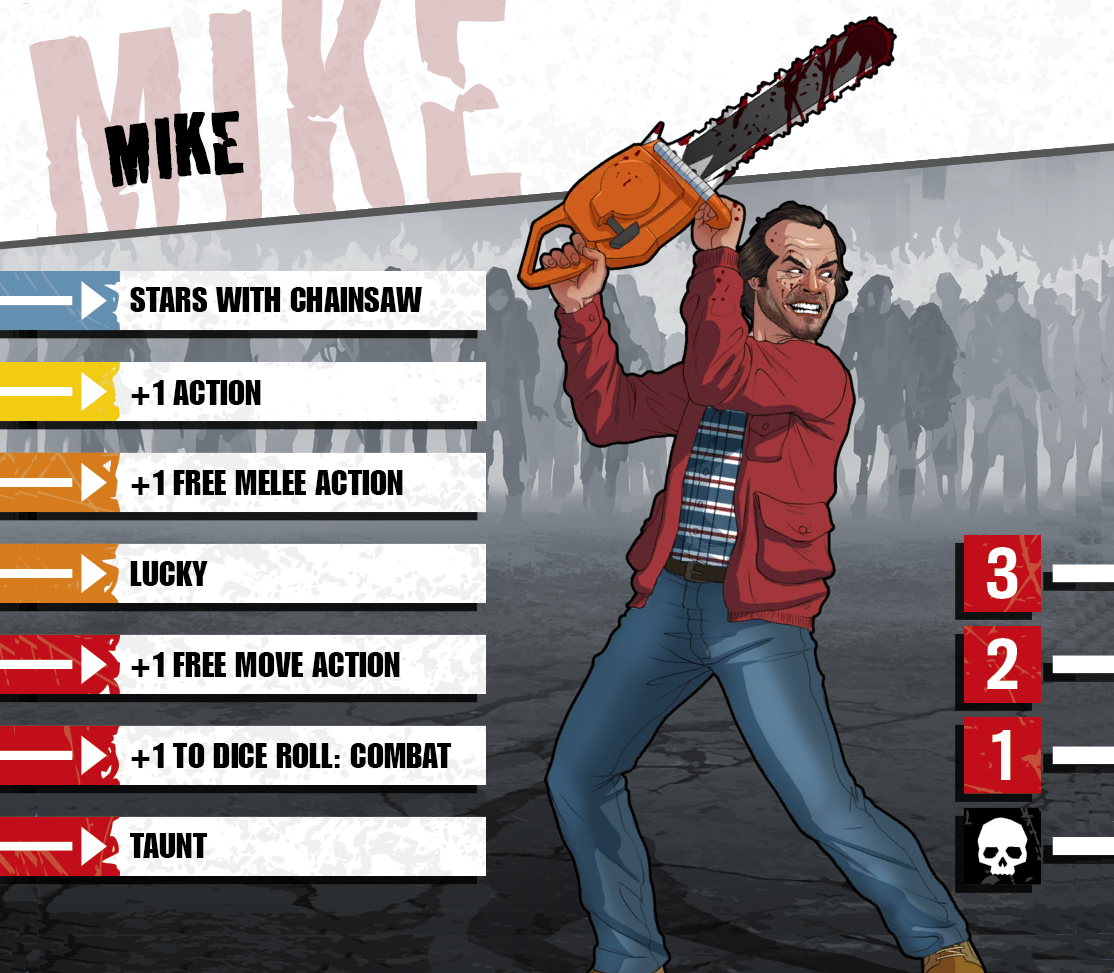 MIKE
MIKE
STARS WITH CHAINSAW
+1 ACTION
+1 FREE MELEE ACTION
LUCKY
+1 FREE MOVE ACTION
+1 TO DICE ROLL: COMBAT
TAUNT
3
2
1